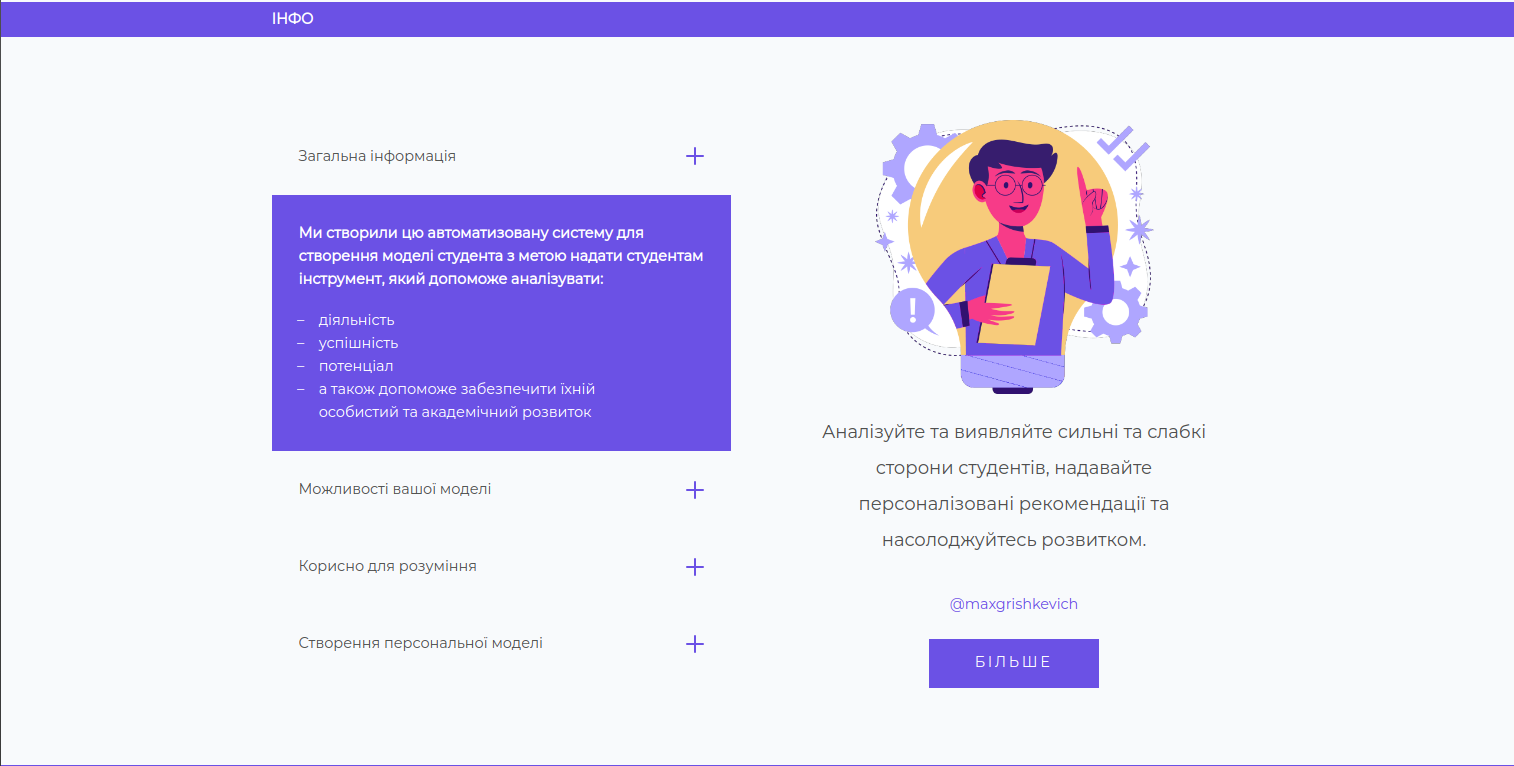 ІНФО
Загальна інформація
Ми створили цю автоматизовану систему для
створення моделі студента з метою надати студентам
інструмент, який допоможе аналізувати:
– діяльність
– успішність
– потенціал
– а також допоможе забезпечити їхній
особистий та академічний розвиток
Можливості вашої моделі
Корисно для розуміння
Створення персональної моделі
!
Аналізуйте та виявляйте сильні та слабкі
сторони студентів, надавайте
персоналізовані рекомендації та
насолоджуйтесь розвитком.
@maxgrishkevich
БІЛЬШЕ